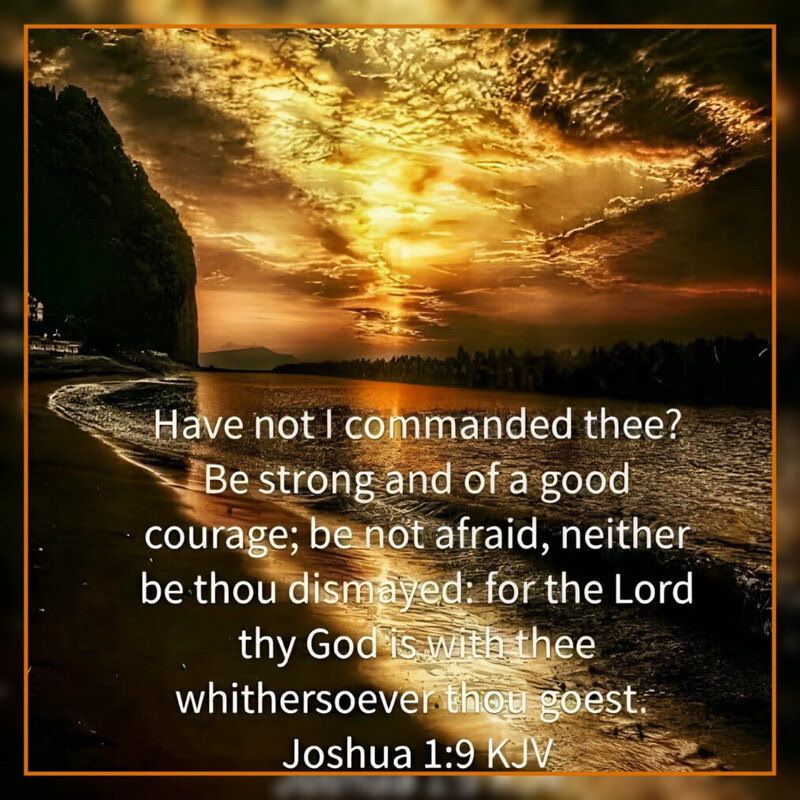 Have not I commanded thee?
Be strong and of a good
courage; be not afraid, neither
be thou dismayed: for the Lord
thy God is with thee
whithersoever thou goest.
Joshua 1:9 KJV